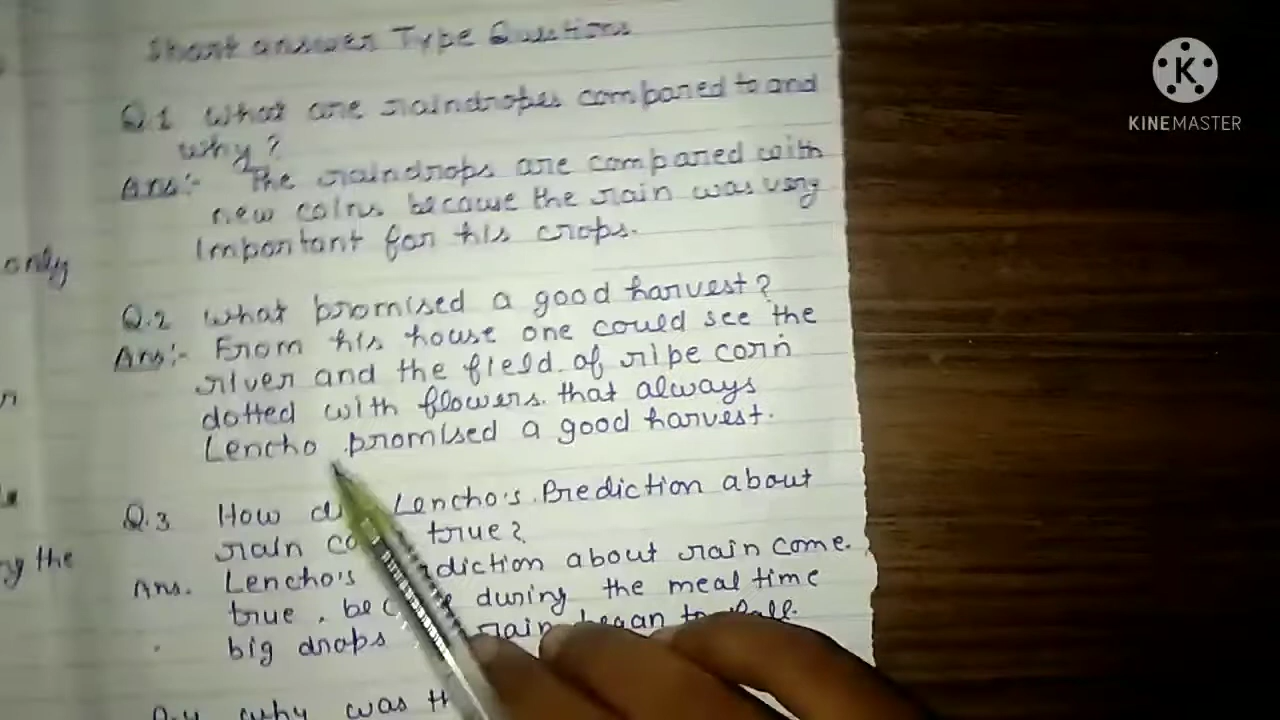 Short answer Type Questions
Q.1 What are raindrops compared to and
why?
Ans:- The raindrops are compared with
new coins because the rain was very
important for his crops.
only
Q.2 What promised a good harvest?
Ans:- From his house one could see the
river and the field of ripe corn
dotted with flowers that always
Lencho promised a good harvest.
Q.3 How Lencho's Prediction about
rain true?
ng the
Ans. Lencho's about rain come
true, during the meal time
big drops rain began to fall.
Q.4 why was
KINEMASTER